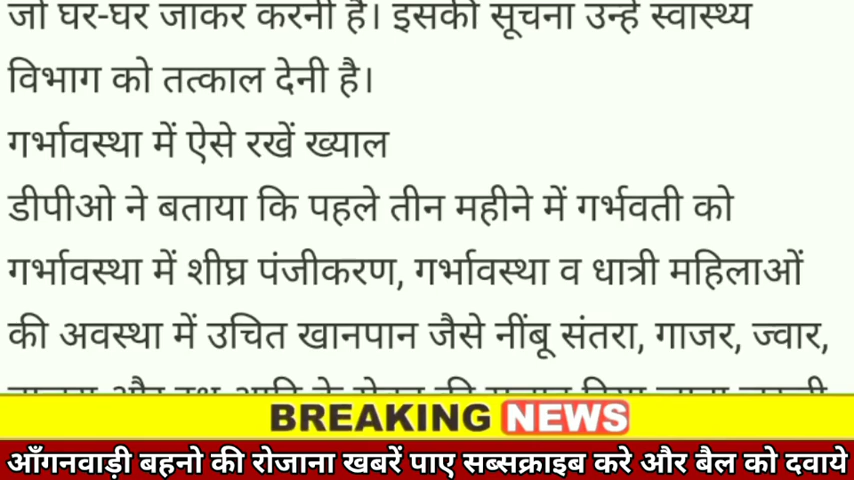 जो घर-घर जाकर करनी है। इसकी सूचना उन्हें स्वास्थ्य
विभाग को तत्काल देनी है।
गर्भावस्था में ऐसे रखें ख्याल
डीपीओ ने बताया कि पहले तीन महीने में गर्भवती को
गर्भावस्था में शीघ्र पंजीकरण, गर्भावस्था व धात्री महिलाओं
की अवस्था में उचित खानपान जैसे नींबू संतरा, गाजर, ज्वार,
BREAKING NEWS
आँगनवाड़ी बहनो की रोजाना खबरें पाए सब्सक्राइब करे और बैल को दवाये